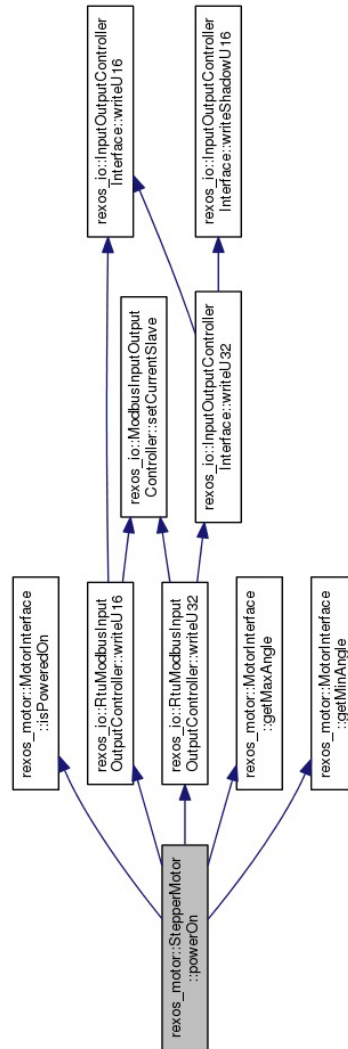 rexos_motor::StepperMotor
::powerOn
rexos_motor::MotorInterface
::isPoweredOn
rexos_io::RtuModbusInput
OutputController::writeU16
rexos_io::RtuModbusInput
OutputController::writeU32
rexos_motor::MotorInterface
::getMaxAngle
rexos_motor::MotorInterface
::getMinAngle
rexos_io::ModbusInputOutput
Controller::setCurrentSlave
rexos_io::InputOutputController
Interface::writeU32
rexos_io::InputOutputController
Interface::writeU16
rexos_io::InputOutputController
Interface::writeShadowU16